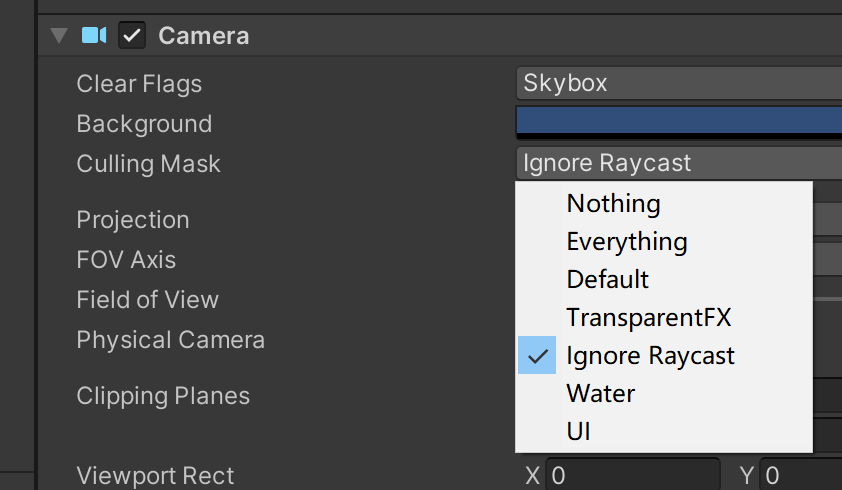 Camera
Clear Flags Skybox
Background
Culling Mask Ignore Raycast
Nothing
Everything
Default
TransparentFX
Ignore Raycast
Water
UI
Projection
FOV Axis
Field of View
Physical Camera
Clipping Planes
Viewport Rect X 0 Y 0